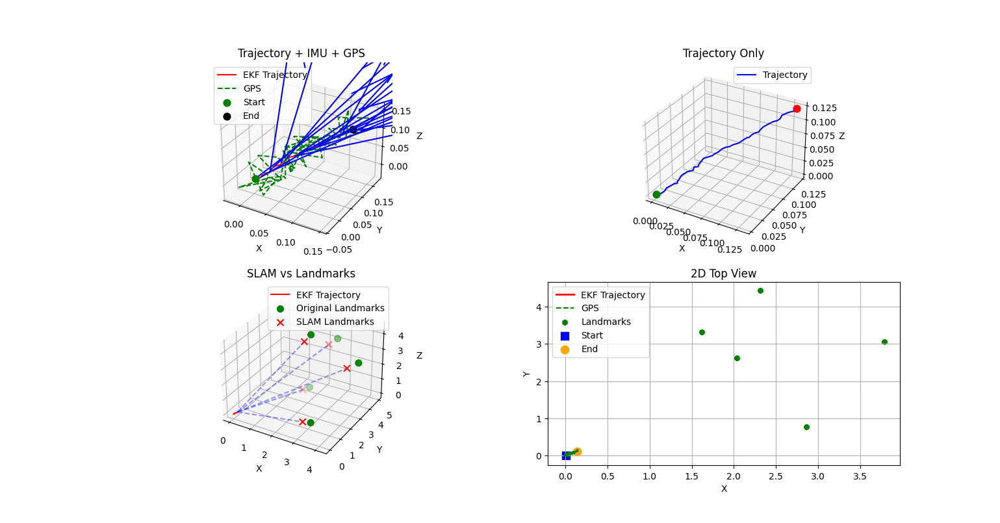 Trajectory + IMU + GPS
EKF Trajectory
GPS
Start
End
0.15
0.10
0.05
0.00
Z
0.00
0.05
0.10
0.15
X
−0.05
0.00
0.05
0.10
0.15
Y
Trajectory Only
Trajectory
0.125
0.100
0.075
0.050
0.025
0.000
Z
0.000
0.025
0.050
0.075
0.100
0.125
X
0.000
0.025
0.050
0.075
0.100
0.125
Y
SLAM vs Landmarks
EKF Trajectory
Original Landmarks
SLAM Landmarks
4
3
2
1
0
Z
0
1
2
3
4
X
0
1
2
3
4
5
Y
2D Top View
EKF Trajectory
GPS
Landmarks
Start
End
4
3
2
1
0
Y
0.0
0.5
1.0
1.5
2.0
2.5
3.0
3.5
X